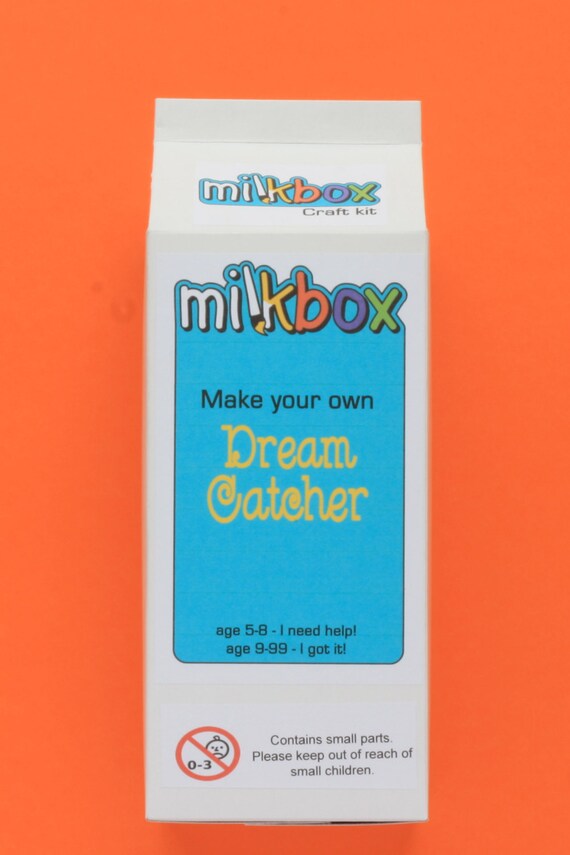 milkbox
Craft kit
milkbox
Make your own
Dream
Catcher
age 5-8 - I need help!
age 9-99 - I got it!
0-3
Contains small parts.
Please keep out of reach of
small children.